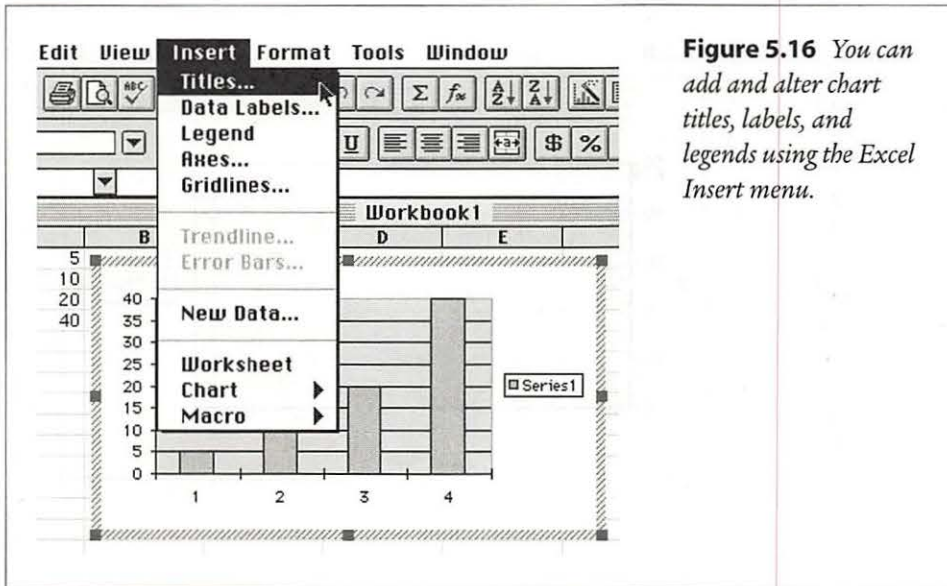 Edit View Insert Format Tools Window
Titles...
Data Labels...
Legend
Axes...
Gridlines...
Trendline...
Error Bars...
New Data...
Worksheet
Chart
Macro
ABC
Σ
A
Z
Z
A
U
a
$ %
Workbook1
B D E
5
10
20
40
40
35
30
25
20
15
10
5
0
1 2 3 4
Series1
Figure 5.16 You can
add and alter chart
titles, labels, and
legends using the Excel
Insert menu.